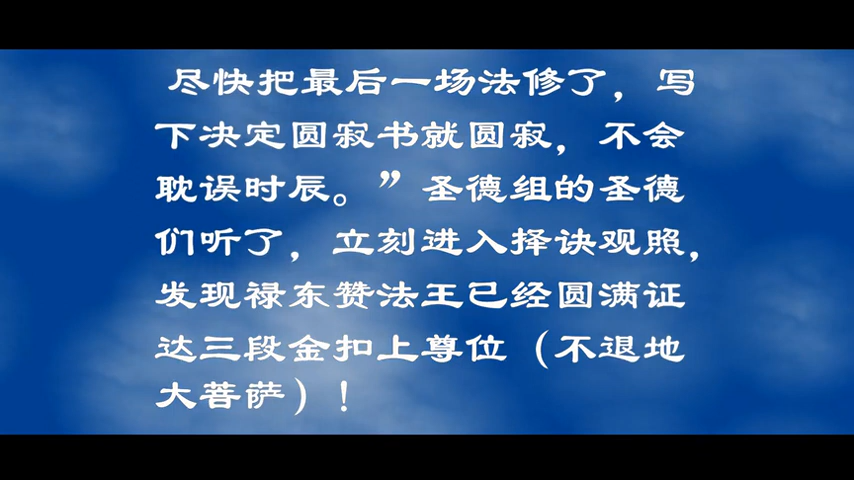 尽快把最后一场法修了，写
下决定圆寂书就圆寂，不会
耽误时辰。”圣德组的圣德
们听了，立刻进入择诀观照，
发现禄东赞法王已经圆满证
达三段金扣上尊位（不退地
大菩萨）！